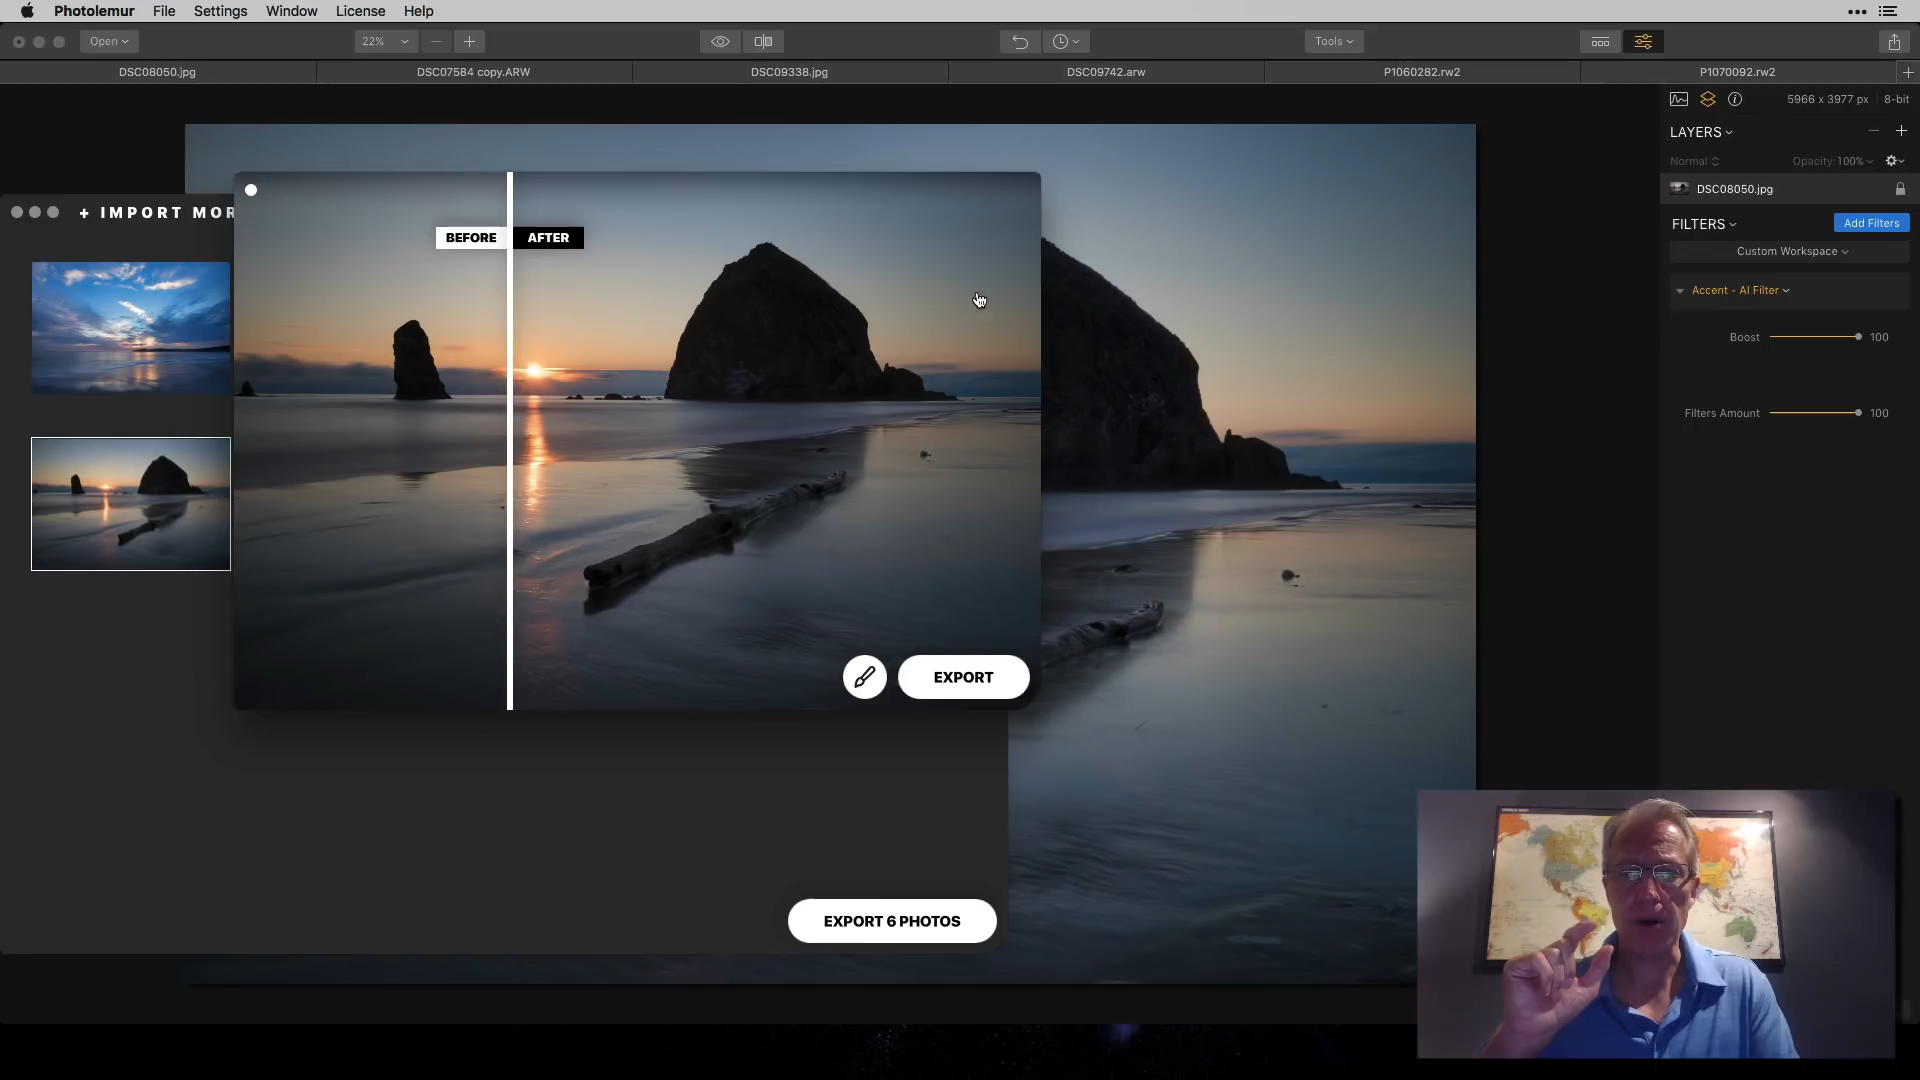 Photolemur File Settings Window License Help
Open 22% Tools
DSC08050.jpg DSC07584 copy.ARW DSC09338.jpg DSC09742.arw P1060282.rw2 P1070092.rw2
5966 x 3977 px 8-bit
LAYERS
Normal Opacity: 100%
DSC08050.jpg
FILTERS Add Filters
Custom Workspace
Accent - AI Filter
Boost 100
Filters Amount 100
+ IMPORT MOR
BEFORE AFTER
EXPORT
EXPORT 6 PHOTOS